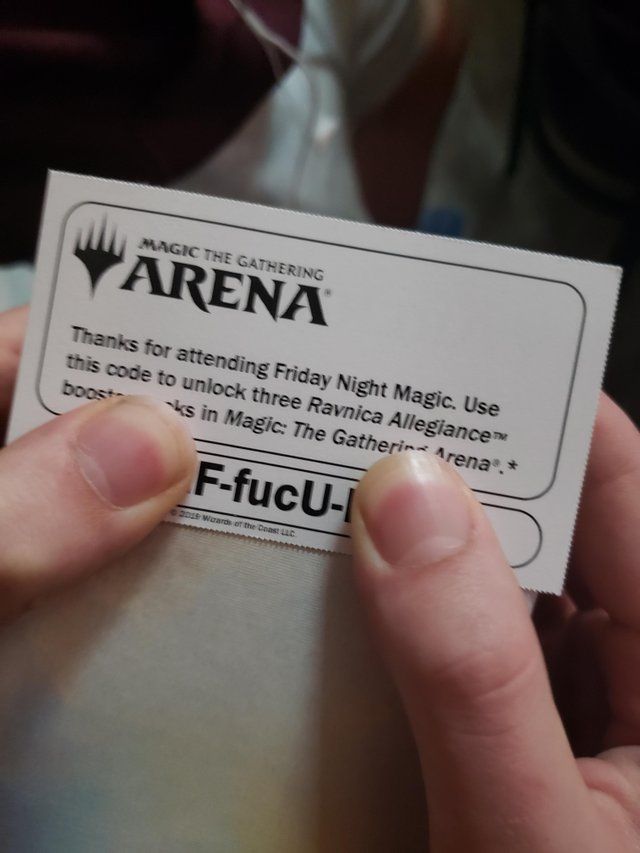 MAGIC THE GATHERING
ARENA®
Thanks for attending Friday Night Magic. Use
this code to unlock three Ravnica Allegiance™
in Magic: The Gathering Arena®.*
F-fucU-
Wizards of the Coast LLC.